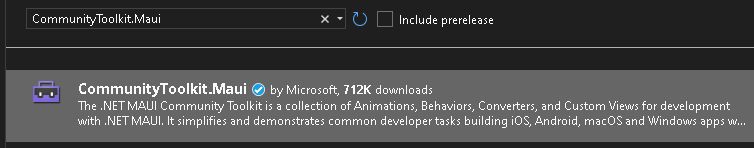 CommunityToolkit.Maui
Include prerelease
CommunityToolkit.Maui by Microsoft, 712K downloads
The .NET MAUI Community Toolkit is a collection of Animations, Behaviors, Converters, and Custom Views for development
with .NET MAUI. It simplifies and demonstrates common developer tasks building iOS, Android, macOS and Windows apps w...